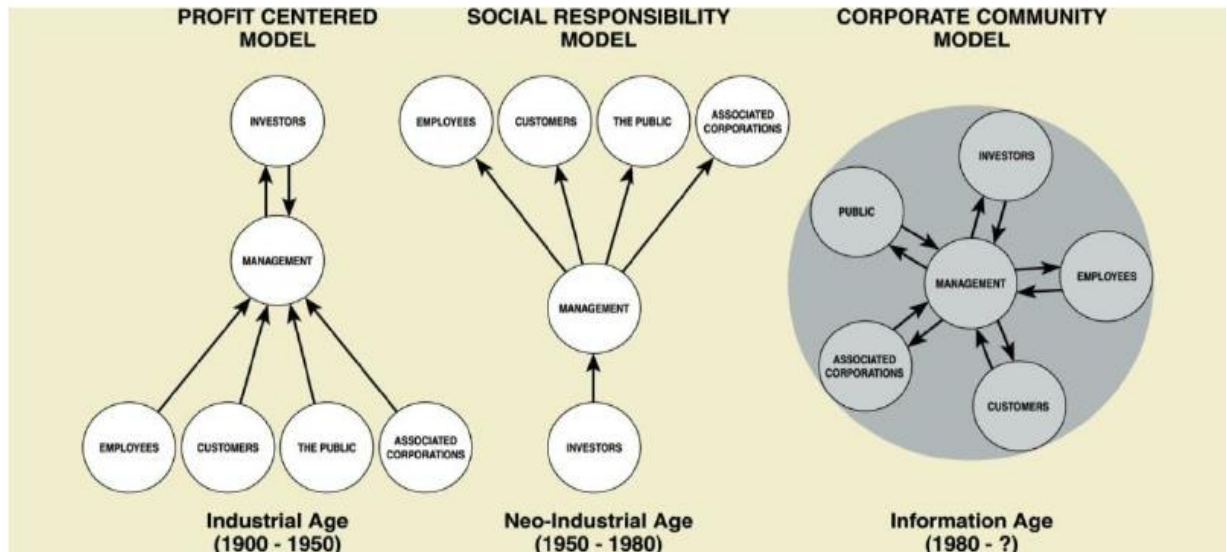 PROFIT CENTERED
MODEL
INVESTORS
MANAGEMENT
EMPLOYEES
CUSTOMERS
THE PUBLIC
ASSOCIATED
CORPORATIONS
Industrial Age
(1900 - 1950)
SOCIAL RESPONSIBILITY
MODEL
EMPLOYEES
CUSTOMERS
THE PUBLIC
ASSOCIATED
CORPORATIONS
MANAGEMENT
INVESTORS
Neo-Industrial Age
(1950 - 1980)
CORPORATE COMMUNITY
MODEL
INVESTORS
PUBLIC
MANAGEMENT
EMPLOYEES
ASSOCIATED
CORPORATIONS
CUSTOMERS
Information Age
(1980 - ?)